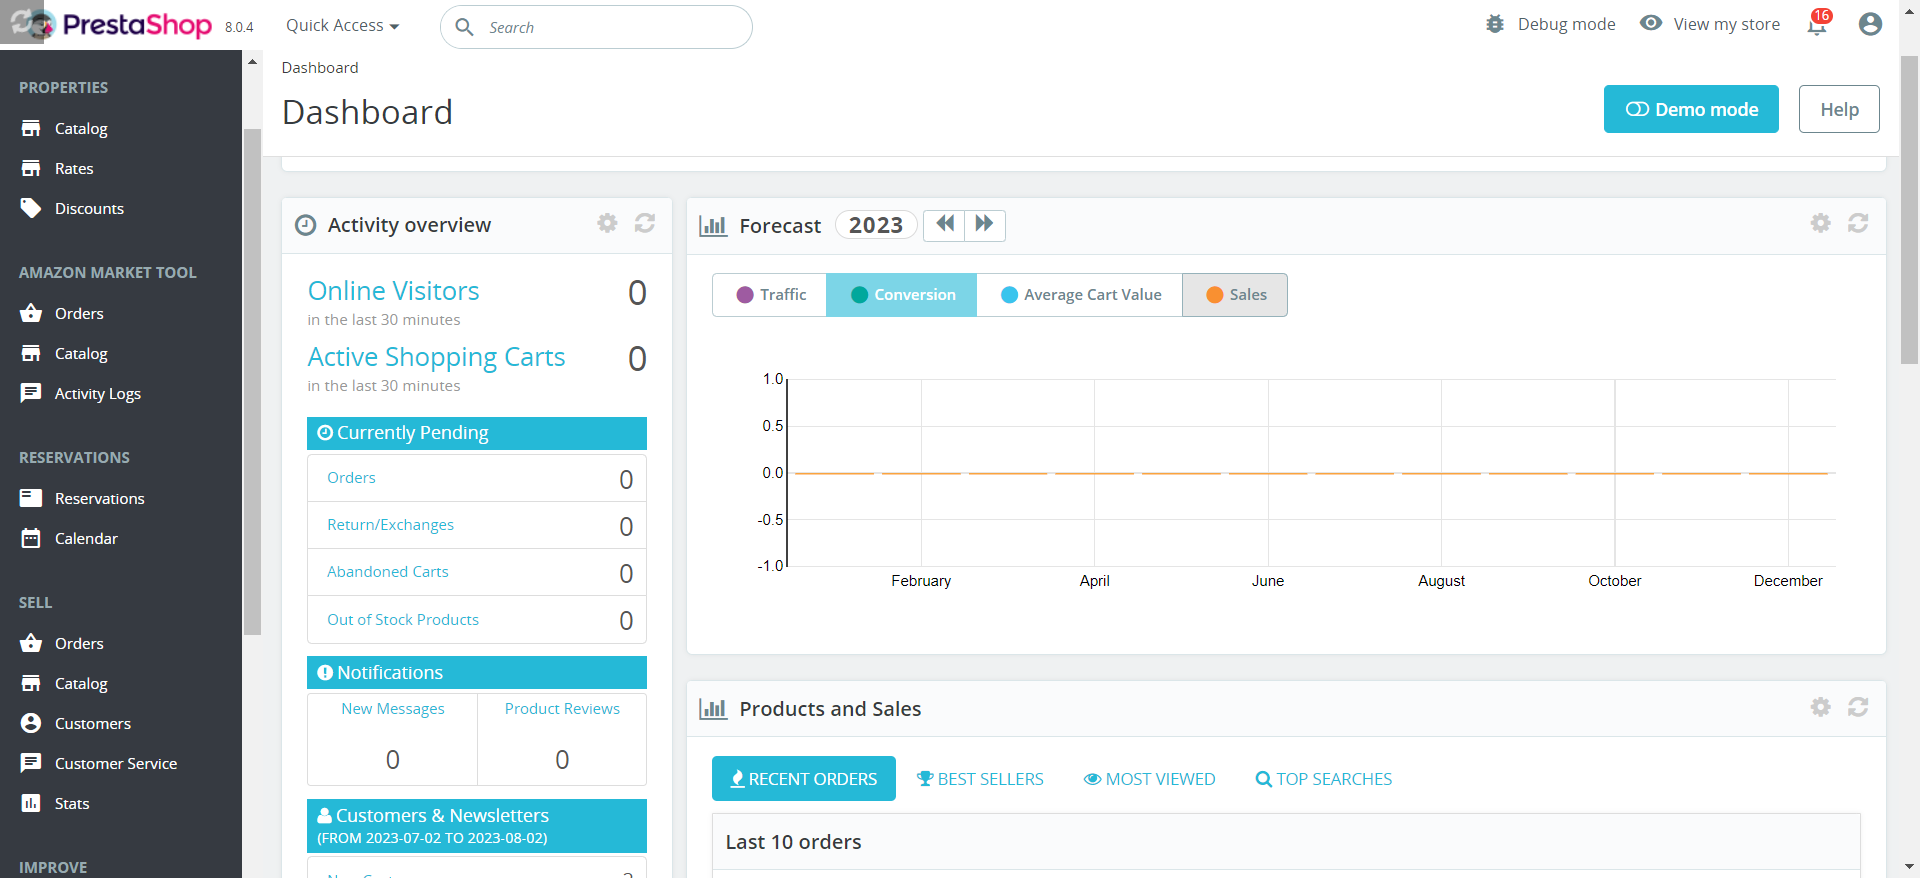 PrestaShop 8.0.4
Quick Access
Search
Debug mode
View my store
16
Dashboard
Dashboard
Demo mode
Help
PROPERTIES
Catalog
Rates
Discounts
AMAZON MARKET TOOL
Orders
Catalog
Activity Logs
RESERVATIONS
Reservations
Calendar
SELL
Orders
Catalog
Customers
Customer Service
Stats
IMPROVE
Activity overview
Online Visitors 0
in the last 30 minutes
Active Shopping Carts 0
in the last 30 minutes
Currently Pending
Orders 0
Return/Exchanges 0
Abandoned Carts 0
Out of Stock Products 0
Notifications
New Messages Product Reviews
0 0
Customers & Newsletters
(FROM 2023-07-02 TO 2023-08-02)
Forecast 2023
Traffic Conversion Average Cart Value Sales
1.0
0.5
0.0
-0.5
-1.0
February April June August October December
Products and Sales
RECENT ORDERS BEST SELLERS MOST VIEWED TOP SEARCHES
Last 10 orders